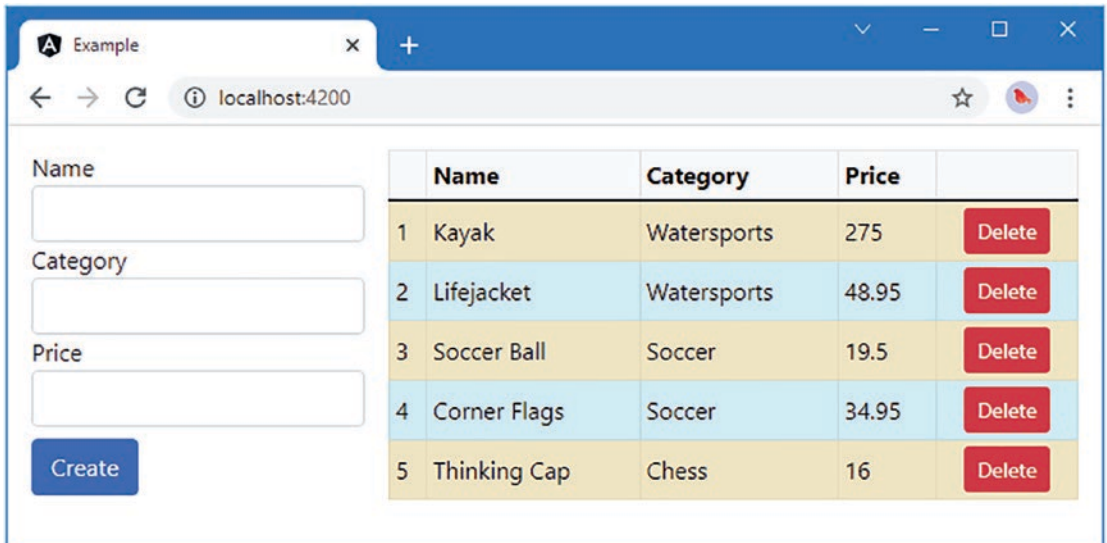 Example
localhost:4200
Name
Category
Price
Create
Name Category Price
1 Kayak Watersports 275 Delete
2 Lifejacket Watersports 48.95 Delete
3 Soccer Ball Soccer 19.5 Delete
4 Corner Flags Soccer 34.95 Delete
5 Thinking Cap Chess 16 Delete